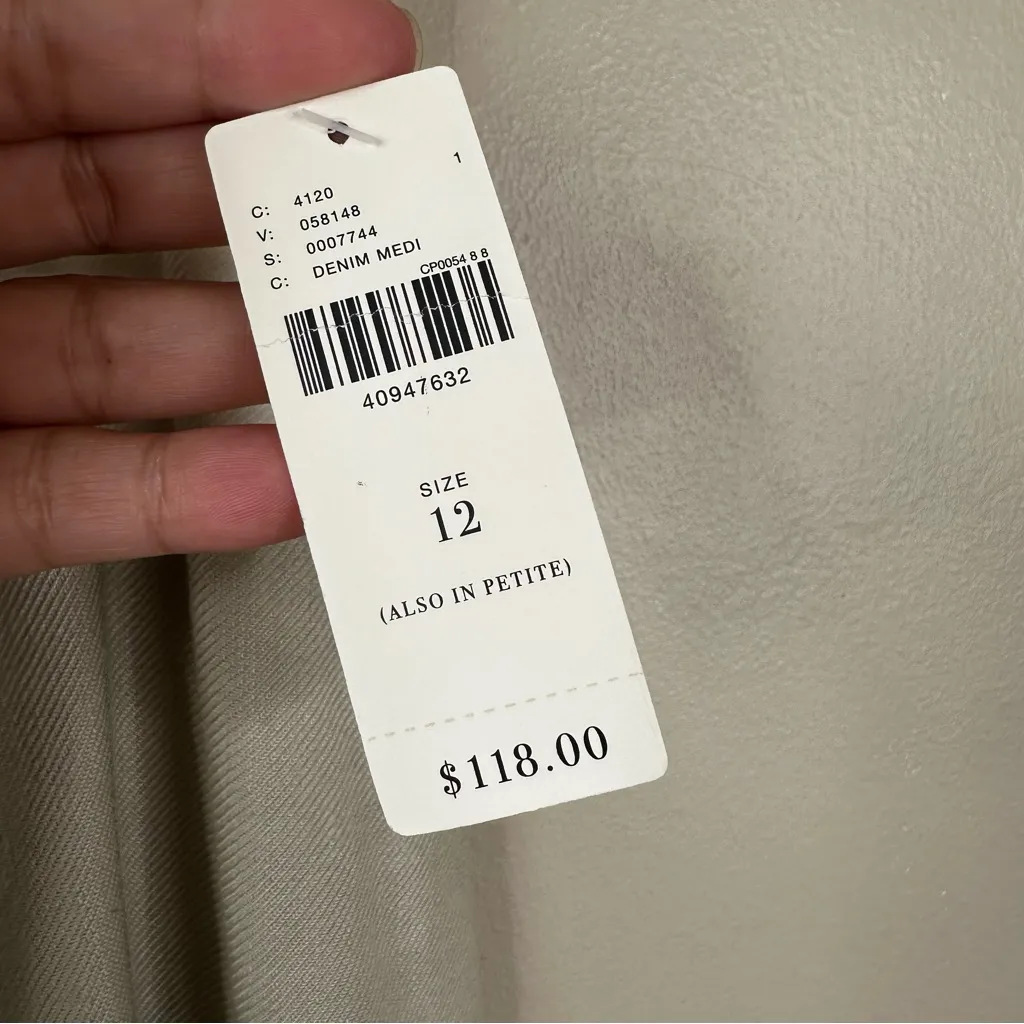 1
C: 4120
V: 058148
S: 0007744
C: DENIM MEDI
CP0054 8 8
40947632
SIZE
12
(ALSO IN PETITE)
$118.00